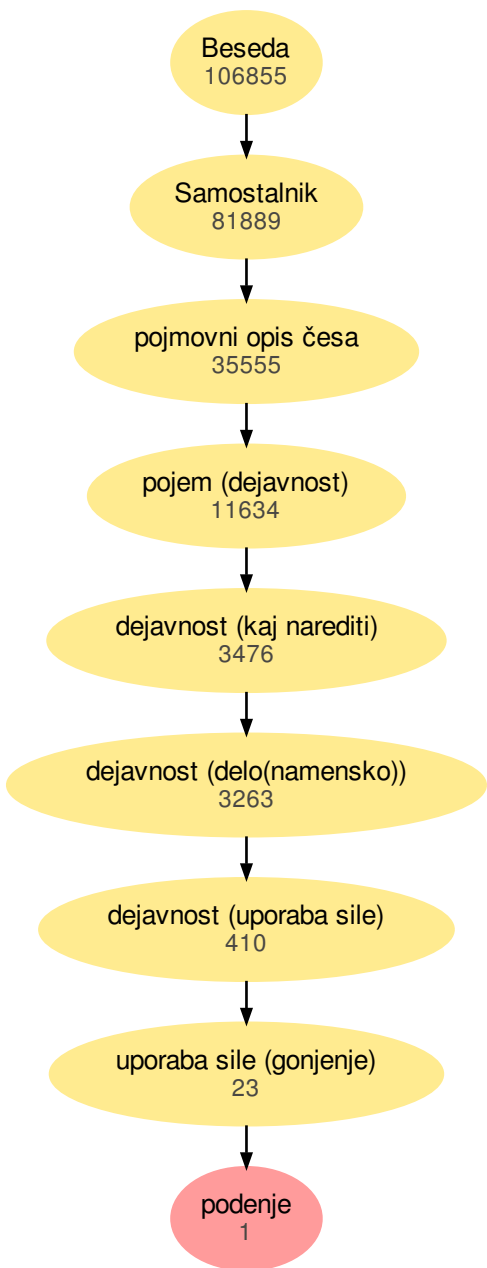 Beseda
106855
Samostalnik
81889
pojmovni opis česa
35555
pojem (dejavnost)
11634
dejavnost (kaj narediti)
3476
dejavnost (delo(namensko))
3263
dejavnost (uporaba sile)
410
uporaba sile (gonjenje)
23
podenje
1